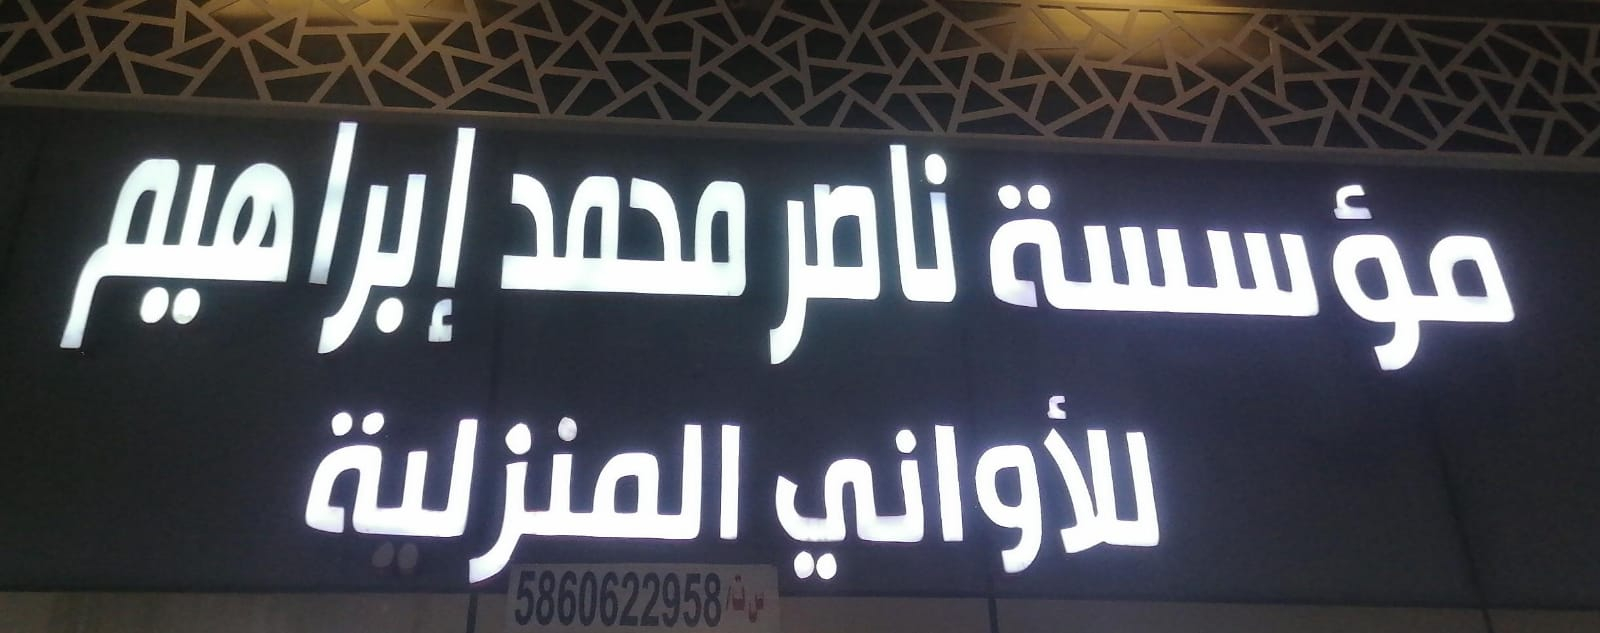 مؤسسة ناصر محمد إبراهيم
للأواني المنزلية
س ت/ 5860622958